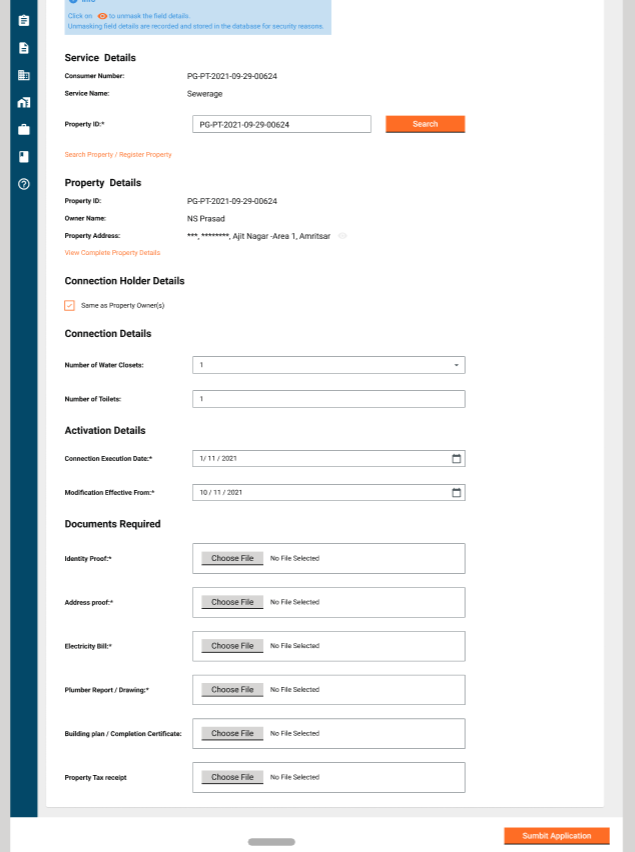 Info
Click on to unmask the field details.
Unmasking field details are recorded and stored in the database for security reasons.
Service Details
Consumer Number: PG-PT-2021-09-29-00624
Service Name: Sewerage
Property ID:* PG-PT-2021-09-29-00624 Search
Search Property / Register Property
Property Details
Property ID: PG-PT-2021-09-29-00624
Owner Name: NS Prasad
Property Address: ***, ********, Ajit Nagar -Area 1, Amritsar
View Complete Property Details
Connection Holder Details
Same as Property Owner(s)
Connection Details
Number of Water Closets: 1
Number of Toilets: 1
Activation Details
Connection Execution Date:* 1/ 11 / 2021
Modification Effective From:* 10 / 11 / 2021
Documents Required
Identity Proof:* Choose File No File Selected
Address proof:* Choose File No File Selected
Electricity Bill:* Choose File No File Selected
Plumber Report / Drawing:* Choose File No File Selected
Building plan / Completion Certificate: Choose File No File Selected
Property Tax receipt Choose File No File Selected
Sumbit Application